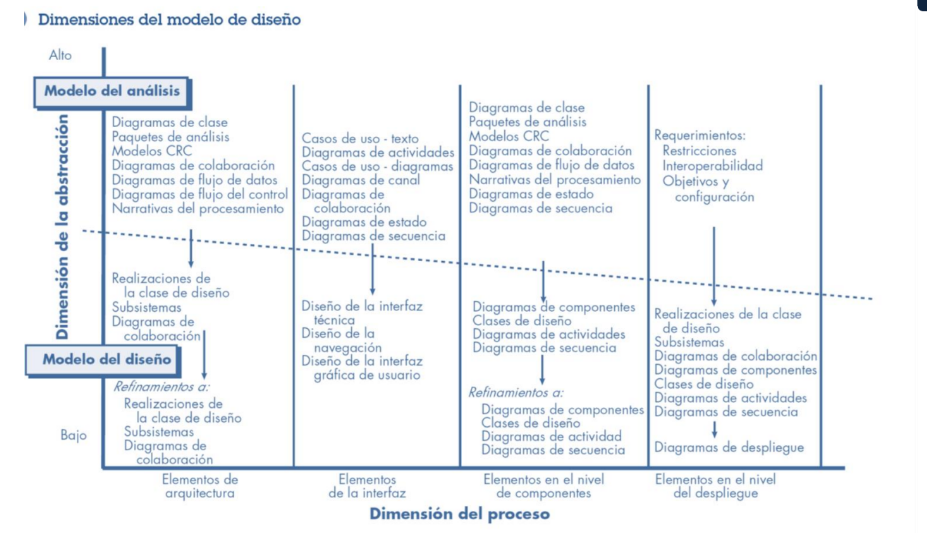 Dimensiones del modelo de diseño
Alto
Modelo del análisis
Dimensión de la abstracción
Diagramas de clase
Paquetes de análisis
Modelos CRC
Diagramas de colaboración
Diagramas de flujo de datos
Diagramas de flujo del control
Narrativas del procesamiento
Casos de uso - texto
Diagramas de actividades
Casos de uso - diagramas
Diagramas de canal
Diagramas de
colaboración
Diagramas de estado
Diagramas de secuencia
Diagramas de clase
Paquetes de análisis
Modelos CRC
Diagramas de colaboración
Diagramas de flujo de datos
Narrativas del procesamiento
Diagramas de estado
Diagramas de secuencia
Requerimientos:
Restricciones
Interoperabilidad
Objetivos y
configuración
Realizaciones de
la clase de diseño
Subsistemas
Diagramas de
colaboración
Modelo del diseño
Refinamientos a:
Realizaciones de
la clase de diseño
Subsistemas
Diagramas de
colaboración
Bajo
Diseño de la interfaz
técnica
Diseño de la
navegación
Diseño de la interfaz
gráfica de usuario
Diagramas de componentes
Clases de diseño
Diagramas de actividades
Diagramas de secuencia
Refinamientos a:
Diagramas de componentes
Clases de diseño
Diagramas de actividad
Diagramas de secuencia
Realizaciones de la clase
de diseño
Subsistemas
Diagramas de colaboración
Diagramas de componentes
Clases de diseño
Diagramas de actividades
Diagramas de secuencia
Diagramas de despliegue
Elementos de
arquitectura
Elementos
de la interfaz
Elementos en el nivel
de componentes
Elementos en el nivel
del despliegue
Dimensión del proceso